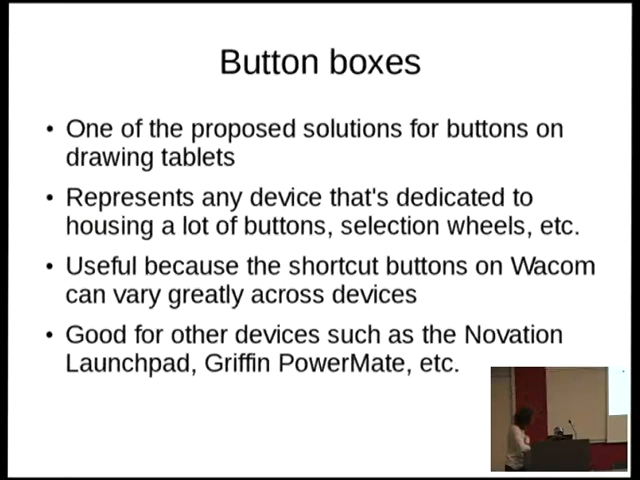 Button boxes
• One of the proposed solutions for buttons on
drawing tablets
• Represents any device that's dedicated to
housing a lot of buttons, selection wheels, etc.
• Useful because the shortcut buttons on Wacom
can vary greatly across devices
• Good for other devices such as the Novation
Launchpad, Griffin PowerMate, etc.